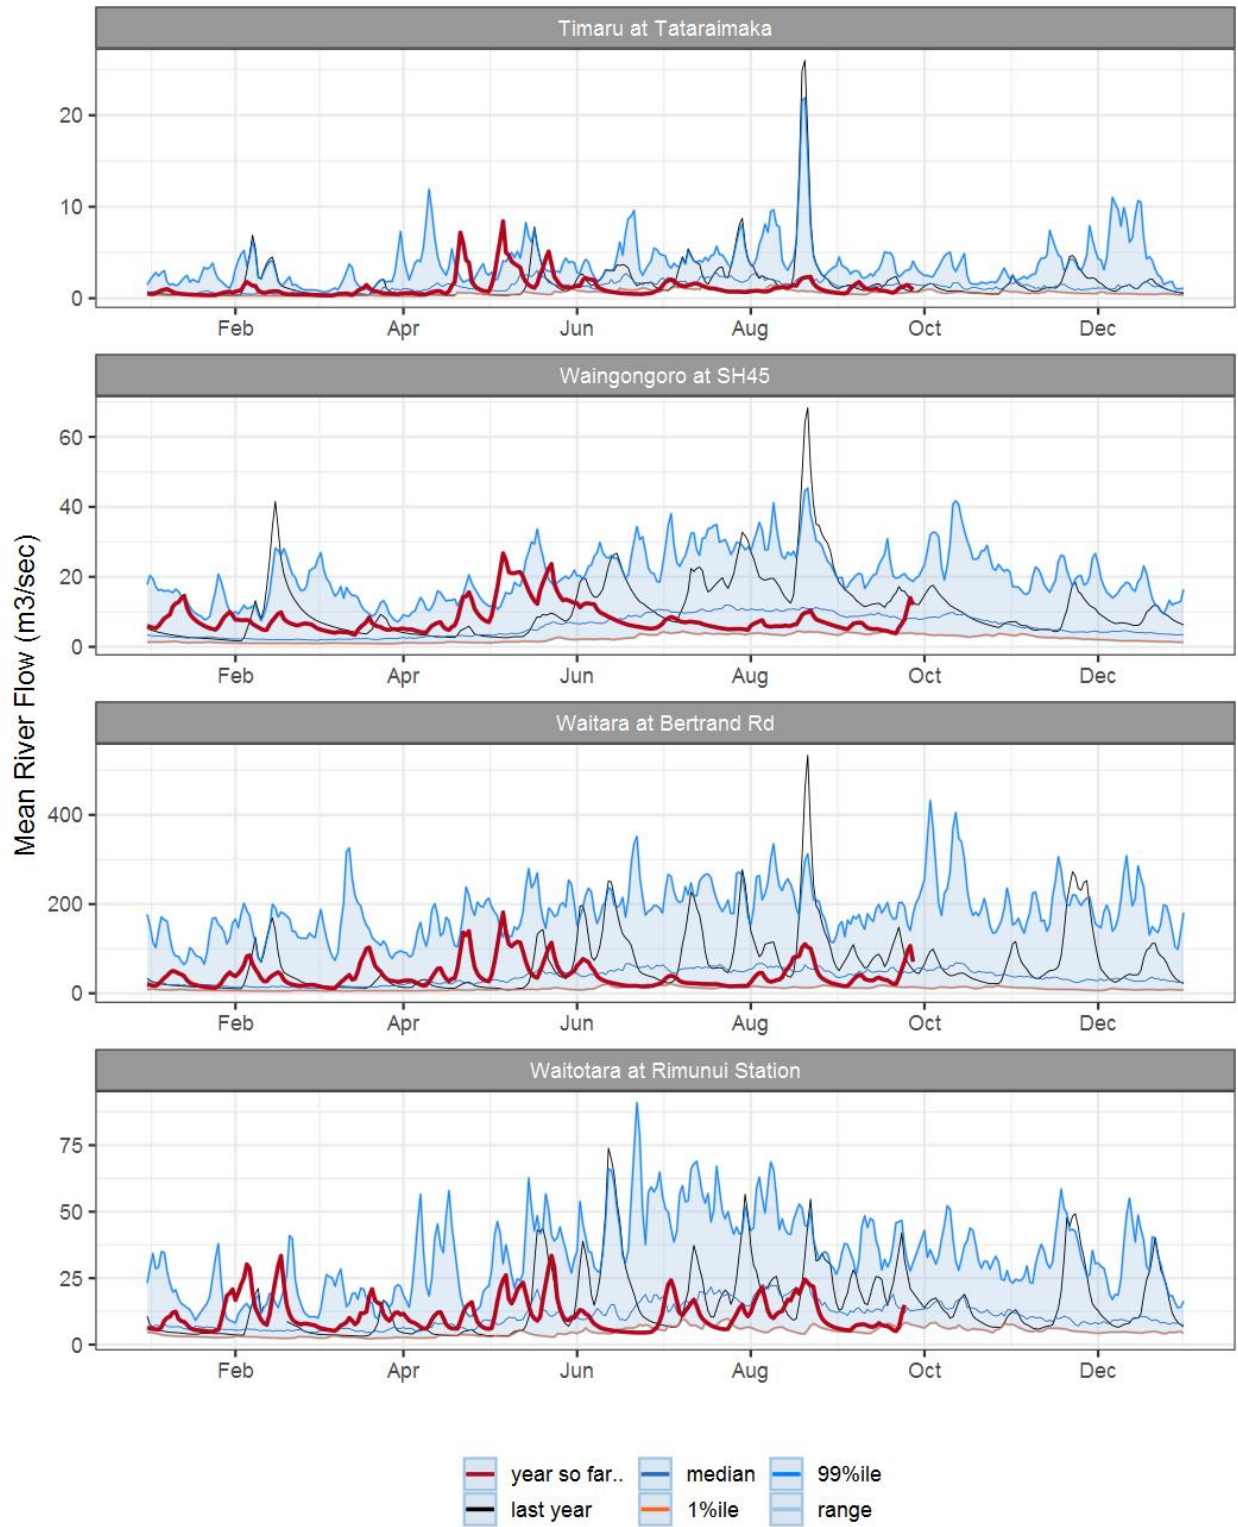 Timaru at Tataraimaka
20
10
0
Feb Apr Jun Aug Oct Dec
Waingongoro at SH45
60
40
20
0
Feb Apr Jun Aug Oct Dec
Mean River Flow (m3/sec)
Waitara at Bertrand Rd
400
200
0
Feb Apr Jun Aug Oct Dec
Waitotara at Rimunui Station
75
50
25
0
Feb Apr Jun Aug Oct Dec
year so far.. median 99%ile
last year 1%ile range